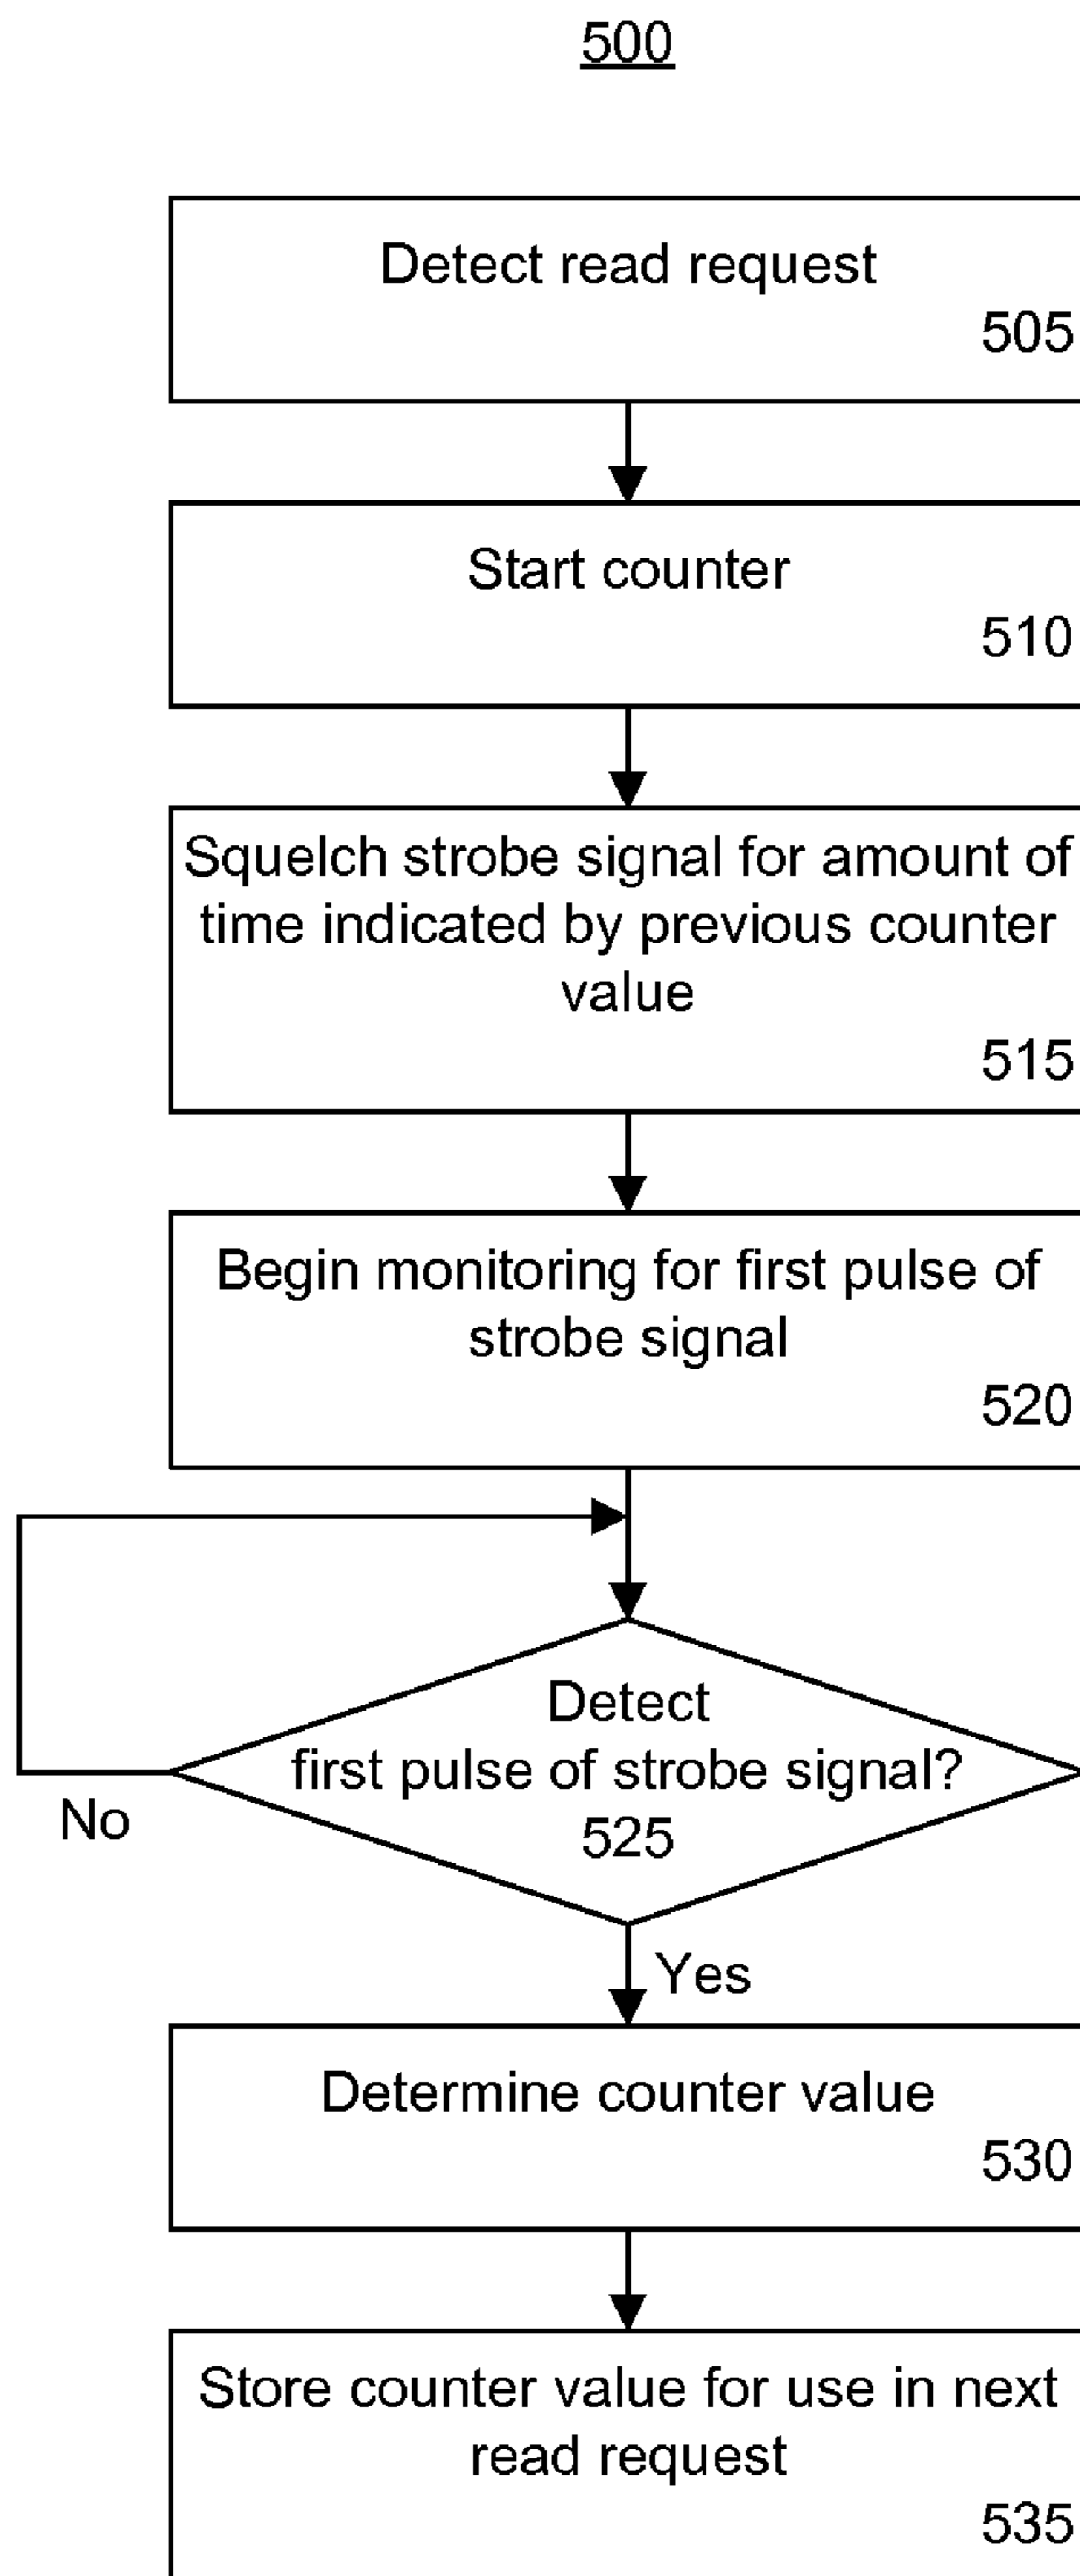 500
Detect read request
505
Start counter
510
Squelch strobe signal for amount of
time indicated by previous counter
value
515
Begin monitoring for first pulse of
strobe signal
520
Detect
first pulse of strobe signal?
525
No
Yes
Determine counter value
530
Store counter value for use in next
read request
535